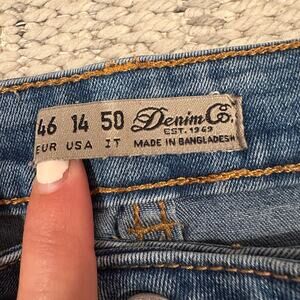 46 14 50 Denim Co.
EST. 1969
EUR USA IT MADE IN BANGLADESH